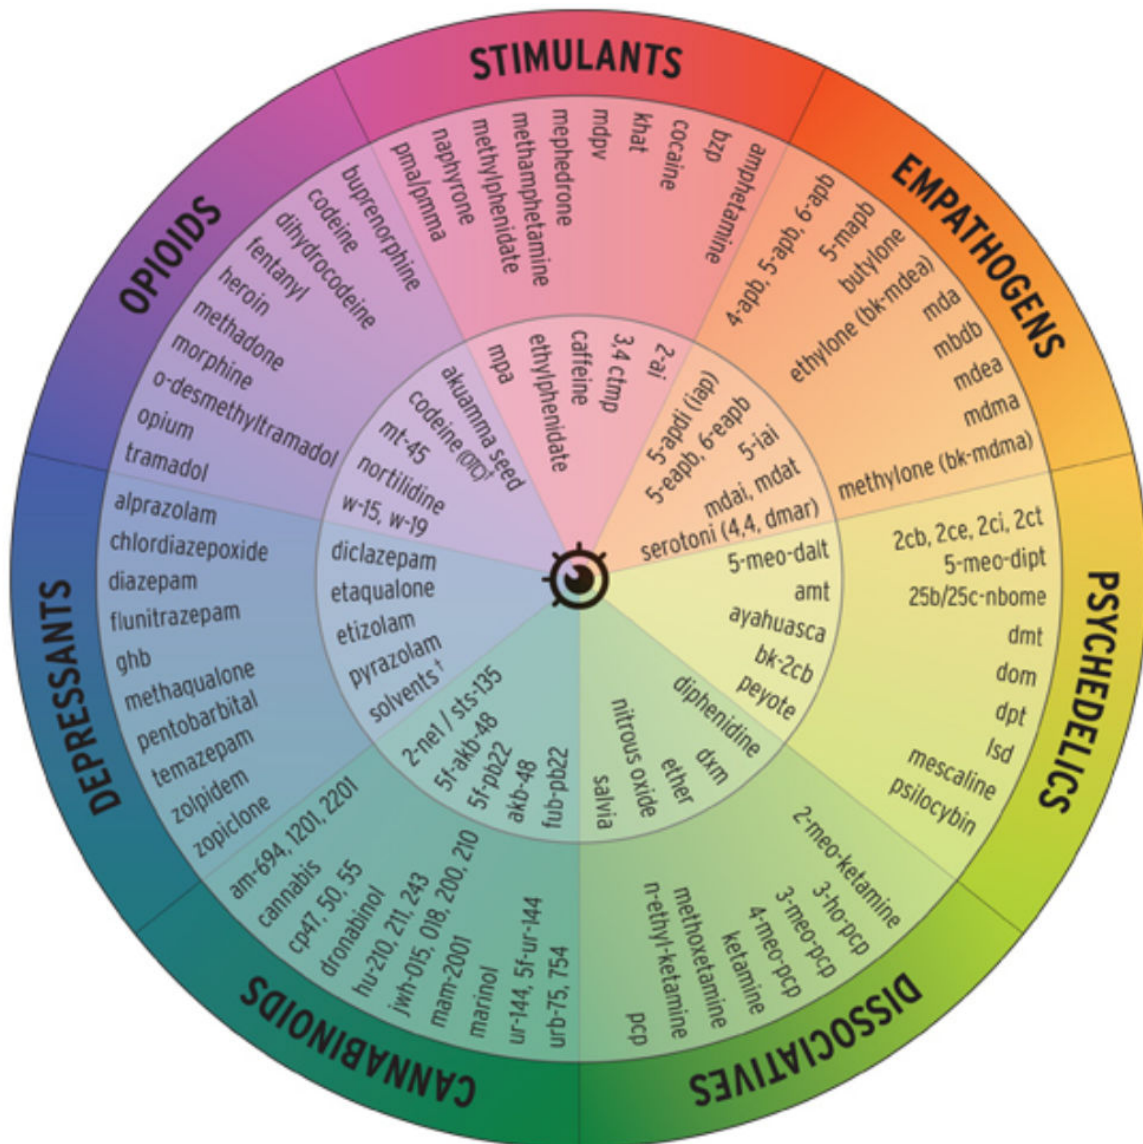 STIMULANTS
pma/pmma
naphyrone
methylphenidate
methamphetamine
mephedrone
mdpv
khat
cocaine
bzp
amphetamine
mpa
ethylphenidate
caffeine
3,4 ctmp
2-ai
EMPATHOGENS
4-apb, 5-apb, 6-apb
5-mapb
butylone
ethylone (bk-mdea)
mda
mbdb
mdea
mdma
methylone (bk-mdma)
5-apdi (iap)
5-eapb, 6-eapb
5-iai
mdai, mdat
serotoni (4,4, dmar)
PSYCHEDELICS
2cb, 2ce, 2ci, 2ct
5-meo-dipt
25b/25c-nbome
dmt
dom
dpt
lsd
mescaline
psilocybin
5-meo-dalt
amt
ayahuasca
bk-2cb
peyote
DISSOCIATIVES
2-meo-ketamine
3-ho-pcp
3-meo-pcp
4-meo-pcp
ketamine
methoxetamine
n-ethyl-ketamine
pcp
diphenidine
dxm
ether
nitrous oxide
salvia
CANNABINOIDS
am-694, 1201, 2201
cannabis
cp47, 50, 55
dronabinol
hu-210, 211, 243
jwh-015, 018, 200, 210
mam-2001
marinol
ur-144, 5f-ur-144
urb-75, 754
2-ne1 / sts-135
5f-akb-48
5f-pb22
akb-48
fub-pb22
DEPRESSANTS
alprazolam
chlordiazepoxide
diazepam
flunitrazepam
ghb
methaqualone
pentobarbital
temazepam
zolpidem
zopiclone
diclazepam
etaqualone
etizolam
pyrazolam
solvents †
OPIOIDS
buprenorphine
codeine
dihydrocodeine
fentanyl
heroin
methadone
morphine
o-desmethyltramadol
opium
tramadol
akuamma seed
codeine (OTC)†
mt-45
nortilidine
w-15, w-19